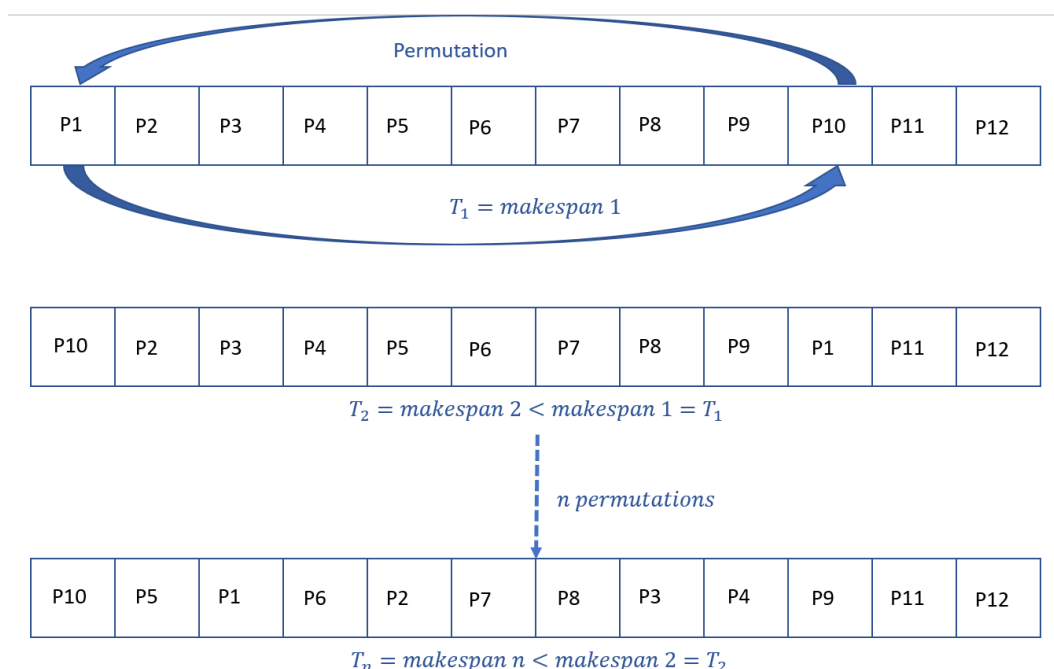 Permutation
P1 P2 P3 P4 P5 P6 P7 P8 P9 P10 P11 P12
T₁ = makespan 1
P10 P2 P3 P4 P5 P6 P7 P8 P9 P1 P11 P12
T₂ = makespan 2 < makespan 1 = T₁
n permutations
P10 P5 P1 P6 P2 P7 P8 P3 P4 P9 P11 P12
Tₙ = makespan n < makespan 2 = T₂